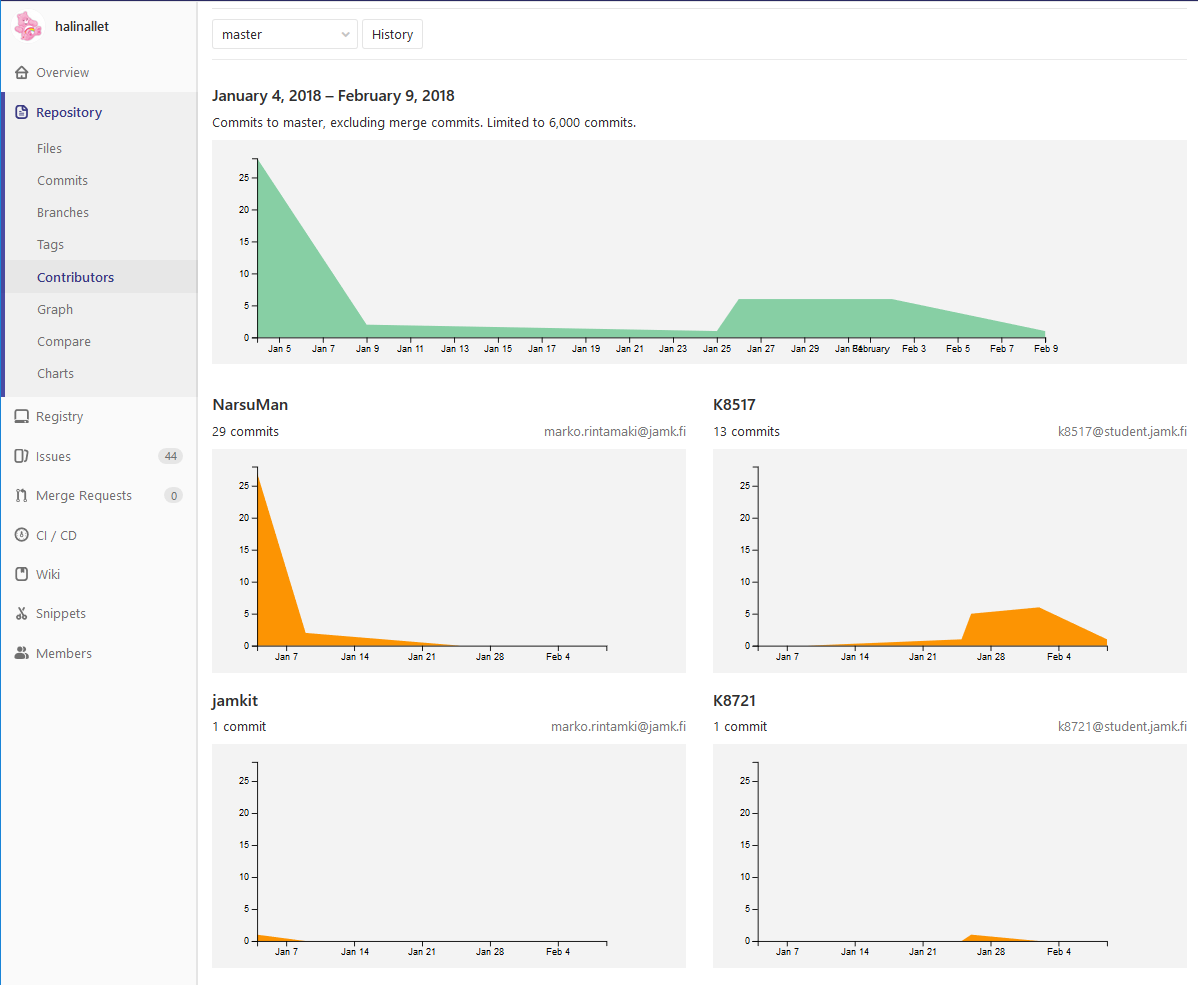 halinallet
Overview
Repository
Files
Commits
Branches
Tags
Contributors
Graph
Compare
Charts
Registry
Issues 44
Merge Requests 0
CI / CD
Wiki
Snippets
Members
master History
January 4, 2018 – February 9, 2018
Commits to master, excluding merge commits. Limited to 6,000 commits.
25
20
15
10
5
0
Jan 5 Jan 7 Jan 9 Jan 11 Jan 13 Jan 15 Jan 17 Jan 19 Jan 21 Jan 23 Jan 25 Jan 27 Jan 29 Jan 31 February Feb 3 Feb 5 Feb 7 Feb 9
NarsuMan
29 commits marko.rintamaki@jamk.fi
25
20
15
10
5
0
Jan 7 Jan 14 Jan 21 Jan 28 Feb 4
K8517
13 commits k8517@student.jamk.fi
25
20
15
10
5
0
Jan 7 Jan 14 Jan 21 Jan 28 Feb 4
jamkit
1 commit marko.rintamki@jamk.fi
25
20
15
10
5
0
Jan 7 Jan 14 Jan 21 Jan 28 Feb 4
K8721
1 commit k8721@student.jamk.fi
25
20
15
10
5
0
Jan 7 Jan 14 Jan 21 Jan 28 Feb 4